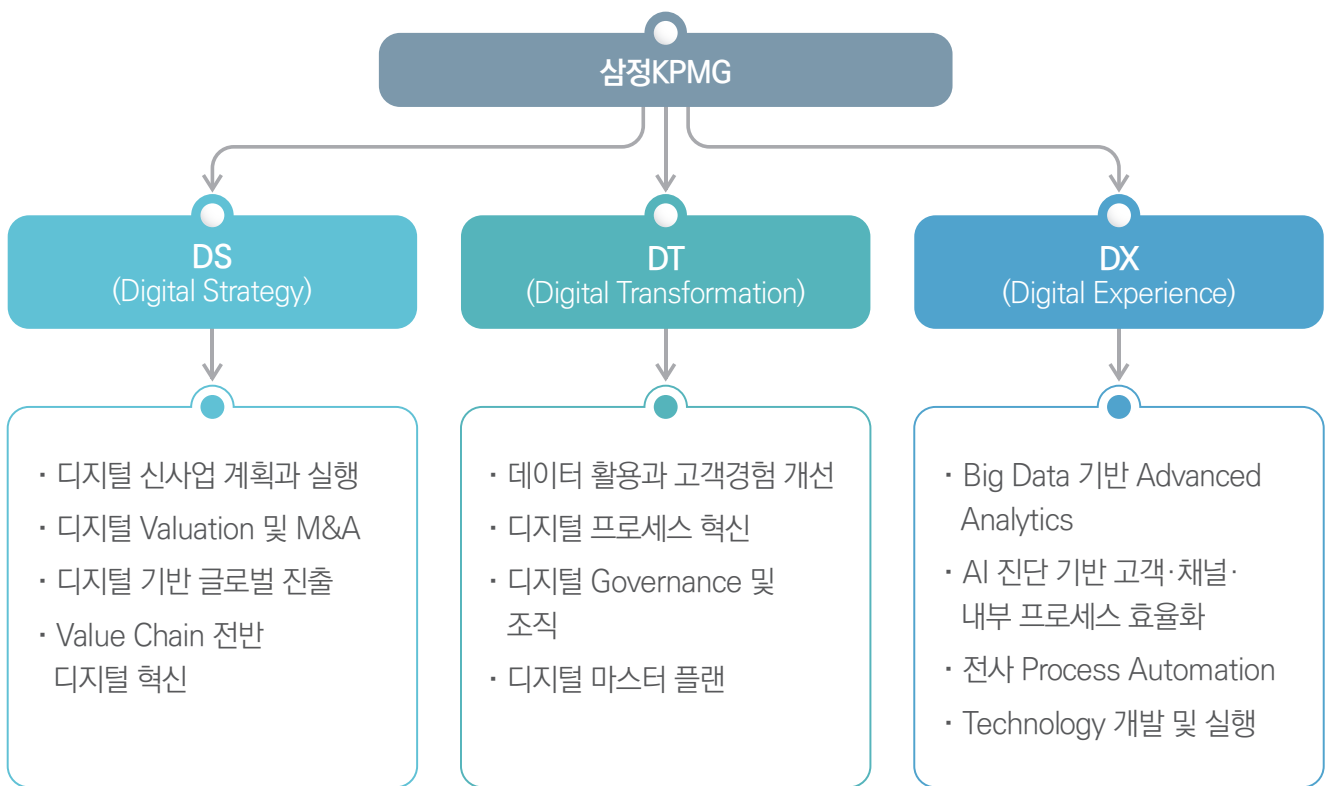 삼정KPMG
DS
(Digital Strategy)
· 디지털 신사업 계획과 실행
· 디지털 Valuation 및 M&A
· 디지털 기반 글로벌 진출
· Value Chain 전반
디지털 혁신
DT
(Digital Transformation)
· 데이터 활용과 고객경험 개선
· 디지털 프로세스 혁신
· 디지털 Governance 및
조직
· 디지털 마스터 플랜
DX
(Digital Experience)
· Big Data 기반 Advanced
Analytics
· AI 진단 기반 고객·채널·
내부 프로세스 효율화
· 전사 Process Automation
· Technology 개발 및 실행